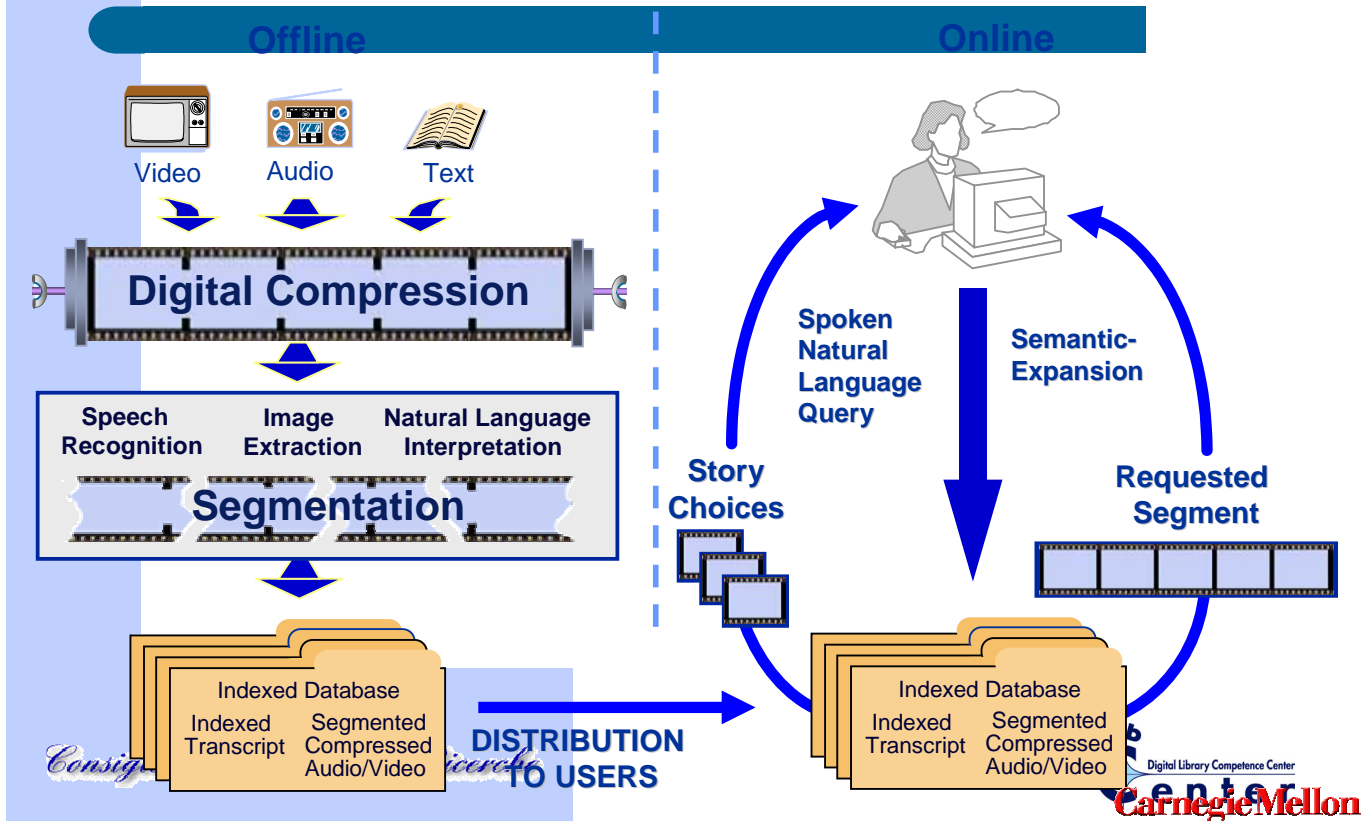 Offline
Online
Video
Audio
Text
Digital Compression
Speech
Recognition
Image
Extraction
Natural Language
Interpretation
Segmentation
Indexed Database
Indexed
Transcript
Segmented
Compressed
Audio/Video
DISTRIBUTION
TO USERS
Spoken
Natural
Language
Query
Semantic-
Expansion
Story
Choices
Requested
Segment
Indexed Database
Indexed
Transcript
Segmented
Compressed
Audio/Video
Digital Library Competence Center
enter
Carnegie Mellon